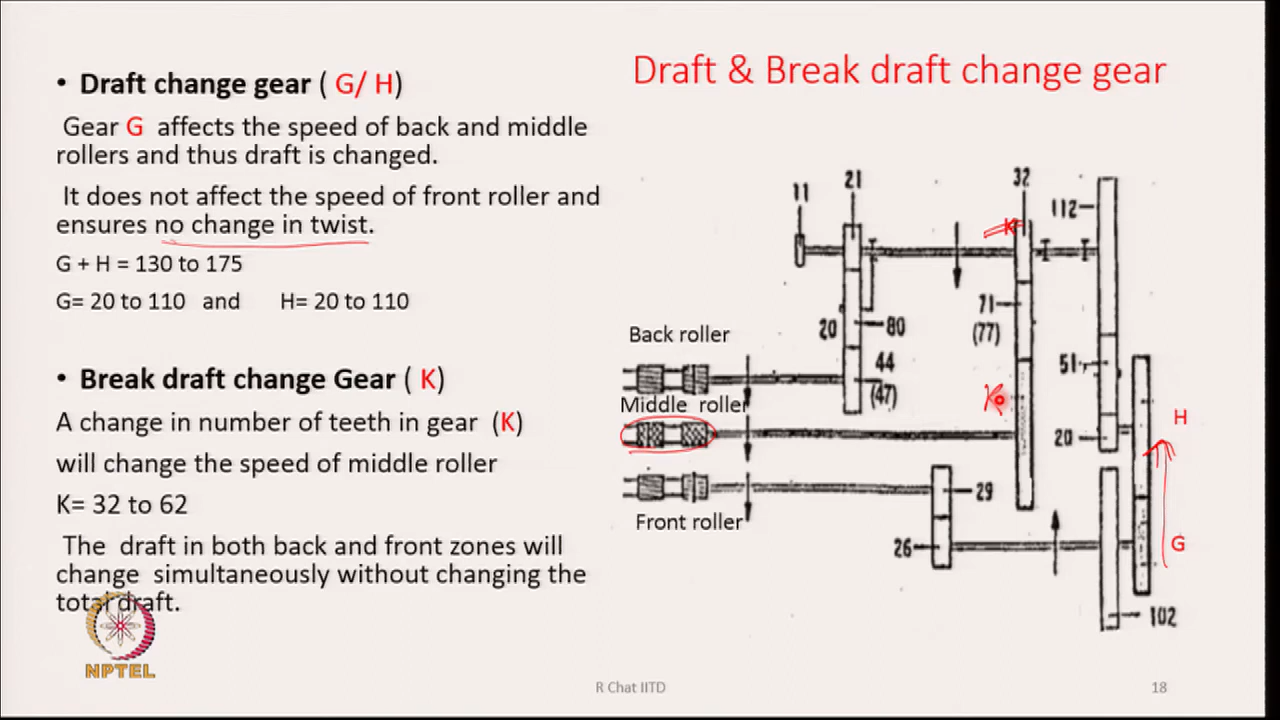 Draft & Break draft change gear
• Draft change gear ( G/ H)
Gear G affects the speed of back and middle
rollers and thus draft is changed.
It does not affect the speed of front roller and
ensures no change in twist.
G + H = 130 to 175
G= 20 to 110 and H= 20 to 110
• Break draft change Gear ( K)
A change in number of teeth in gear (K)
will change the speed of middle roller
K= 32 to 62
The draft in both back and front zones will
change simultaneously without changing the
total draft.
11
21
32
112
K
71
(77)
20
80
Back roller
51
44
(47)
K
Middle roller
H
20
29
Front roller
26
G
102
NPTEL
R Chat IITD
18